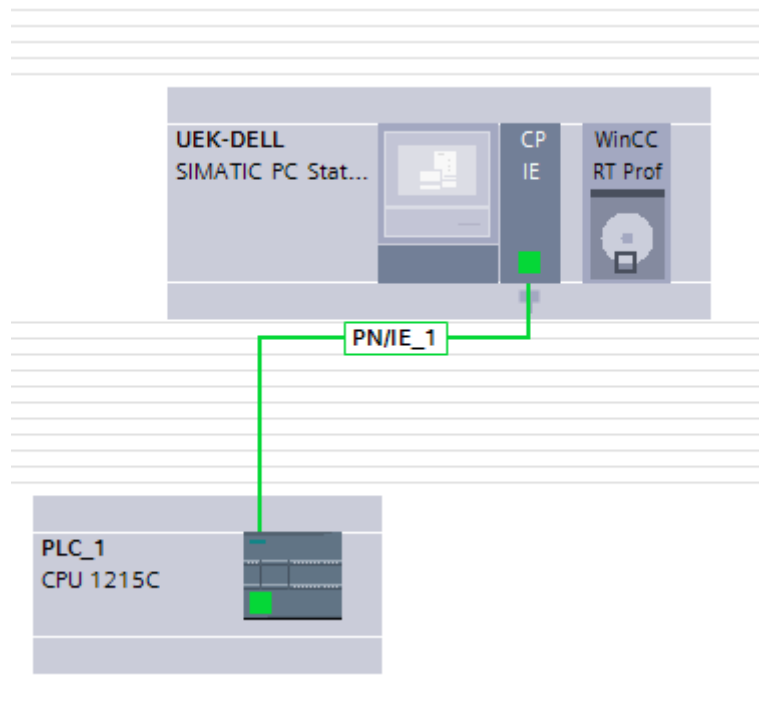 UEK-DELL
SIMATIC PC Stat...
CP
IE
WinCC
RT Prof
PN/IE_1
PLC_1
CPU 1215C